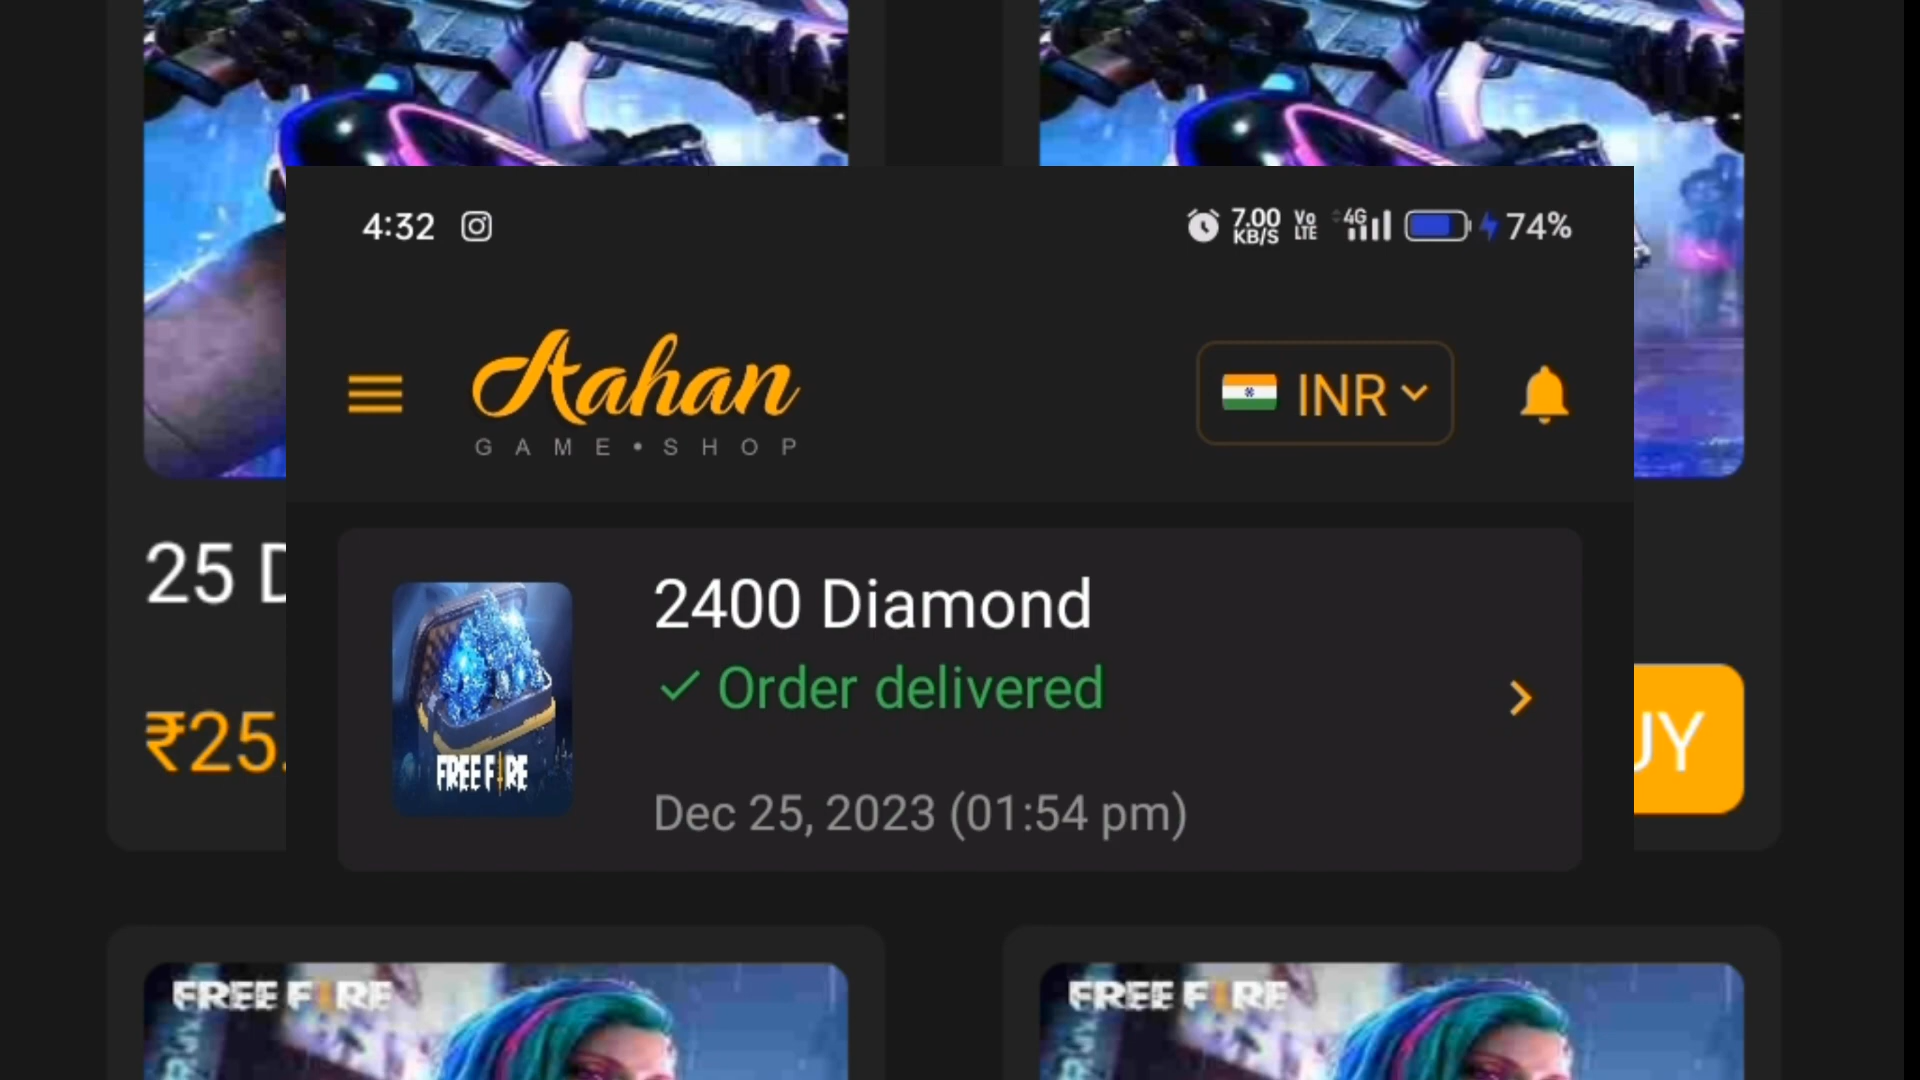 4:32 7.00 KB/S Vo LTE 4G 74%
Aahan
GAME•SHOP
INR
25 D
2400 Diamond
✓ Order delivered
₹25.
UY
Dec 25, 2023 (01:54 pm)
FREE FIRE
FREE FIRE
FREE FIRE